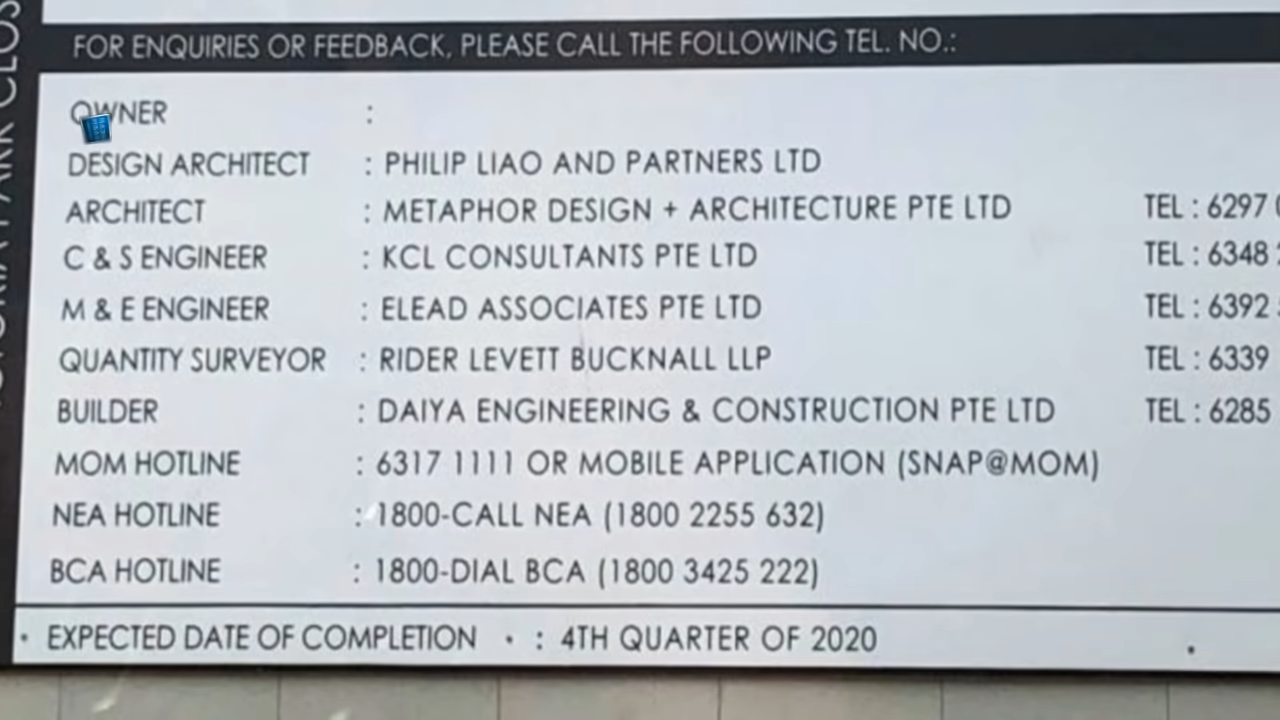 FOR ENQUIRIES OR FEEDBACK, PLEASE CALL THE FOLLOWING TEL. NO.:
OWNER :
DESIGN ARCHITECT : PHILIP LIAO AND PARTNERS LTD
ARCHITECT : METAPHOR DESIGN + ARCHITECTURE PTE LTD TEL : 6297
C & S ENGINEER : KCL CONSULTANTS PTE LTD TEL : 6348
M & E ENGINEER : ELEAD ASSOCIATES PTE LTD TEL : 6392
QUANTITY SURVEYOR : RIDER LEVETT BUCKNALL LLP TEL : 6339
BUILDER : DAIYA ENGINEERING & CONSTRUCTION PTE LTD TEL : 6285
MOM HOTLINE : 6317 1111 OR MOBILE APPLICATION (SNAP@MOM)
NEA HOTLINE : 1800-CALL NEA (1800 2255 632)
BCA HOTLINE : 1800-DIAL BCA (1800 3425 222)
EXPECTED DATE OF COMPLETION : 4TH QUARTER OF 2020
PARK